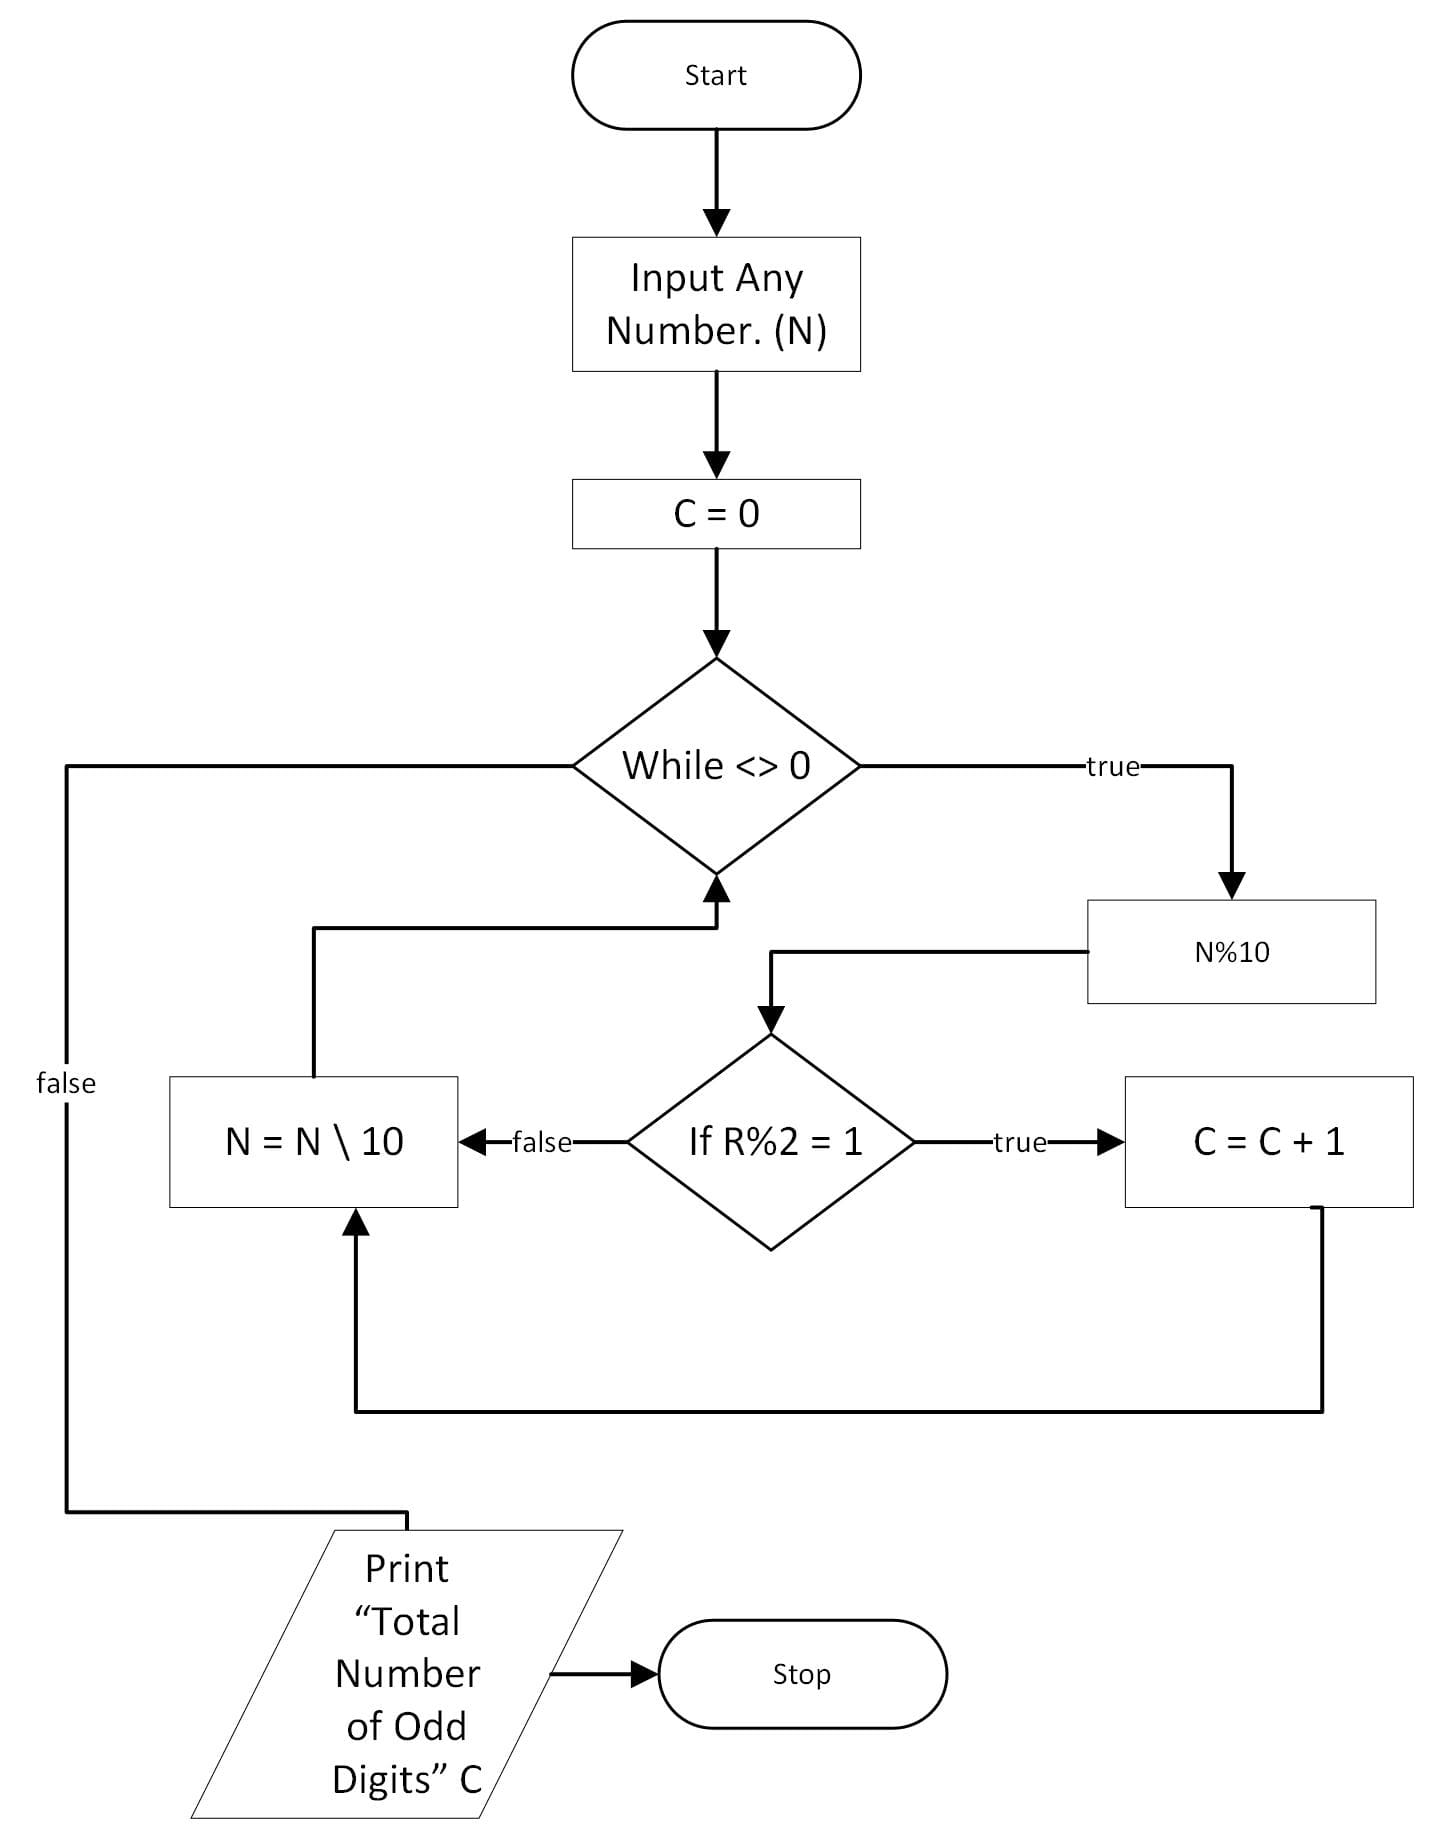 Start
Input Any
Number. (N)
C = 0
While <> 0
true
N%10
false
N = N \ 10
false
If R%2 = 1
true
C = C + 1
Print
“Total
Number
of Odd
Digits” C
Stop